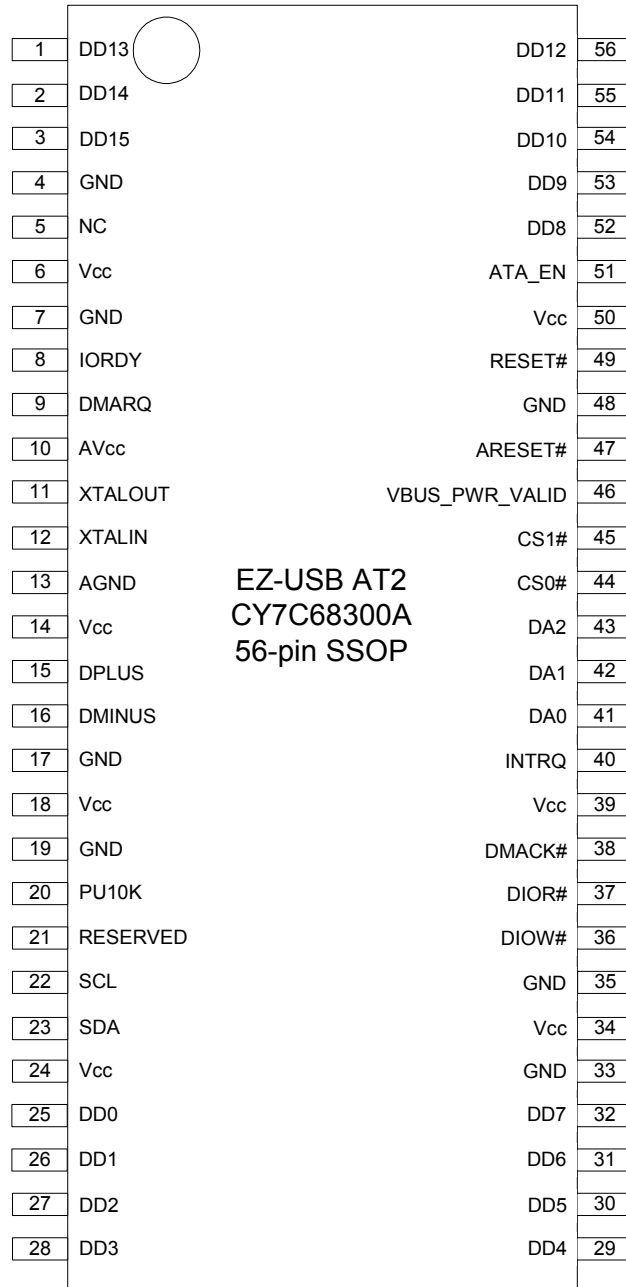 1 DD13 DD12 56
2 DD14 DD11 55
3 DD15 DD10 54
4 GND DD9 53
5 NC DD8 52
6 Vcc ATA_EN 51
7 GND Vcc 50
8 IORDY RESET# 49
9 DMARQ GND 48
10 AVcc ARESET# 47
11 XTALOUT VBUS_PWR_VALID 46
12 XTALIN CS1# 45
13 AGND EZ-USB AT2 CS0# 44
14 Vcc CY7C68300A DA2 43
15 DPLUS 56-pin SSOP DA1 42
16 DMINUS DA0 41
17 GND INTRQ 40
18 Vcc Vcc 39
19 GND DMACK# 38
20 PU10K DIOR# 37
21 RESERVED DIOW# 36
22 SCL GND 35
23 SDA Vcc 34
24 Vcc GND 33
25 DD0 DD7 32
26 DD1 DD6 31
27 DD2 DD5 30
28 DD3 DD4 29